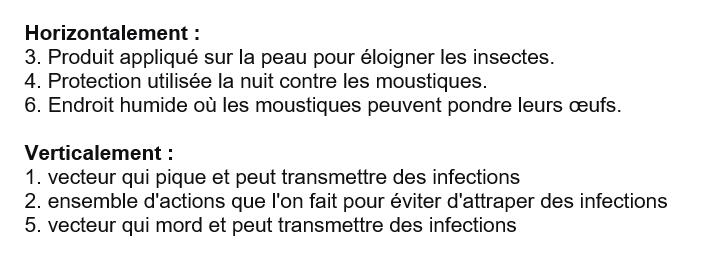 Horizontalement :
3. Produit appliqué sur la peau pour éloigner les insectes.
4. Protection utilisée la nuit contre les moustiques.
6. Endroit humide où les moustiques peuvent pondre leurs œufs.
Verticalement :
1. vecteur qui pique et peut transmettre des infections
2. ensemble d'actions que l'on fait pour éviter d'attraper des infections
5. vecteur qui mord et peut transmettre des infections